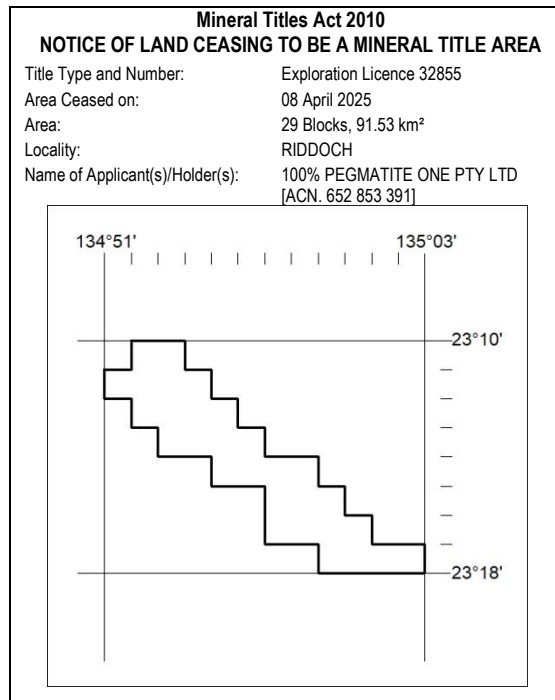 Mineral Titles Act 2010
NOTICE OF LAND CEASING TO BE A MINERAL TITLE AREA
Title Type and Number: Exploration Licence 32855
Area Ceased on: 08 April 2025
Area: 29 Blocks, 91.53 km²
Locality: RIDDOCH
Name of Applicant(s)/Holder(s): 100% PEGMATITE ONE PTY LTD
[ACN. 652 853 391]
134°51' 135°03'
23°10'
23°18'